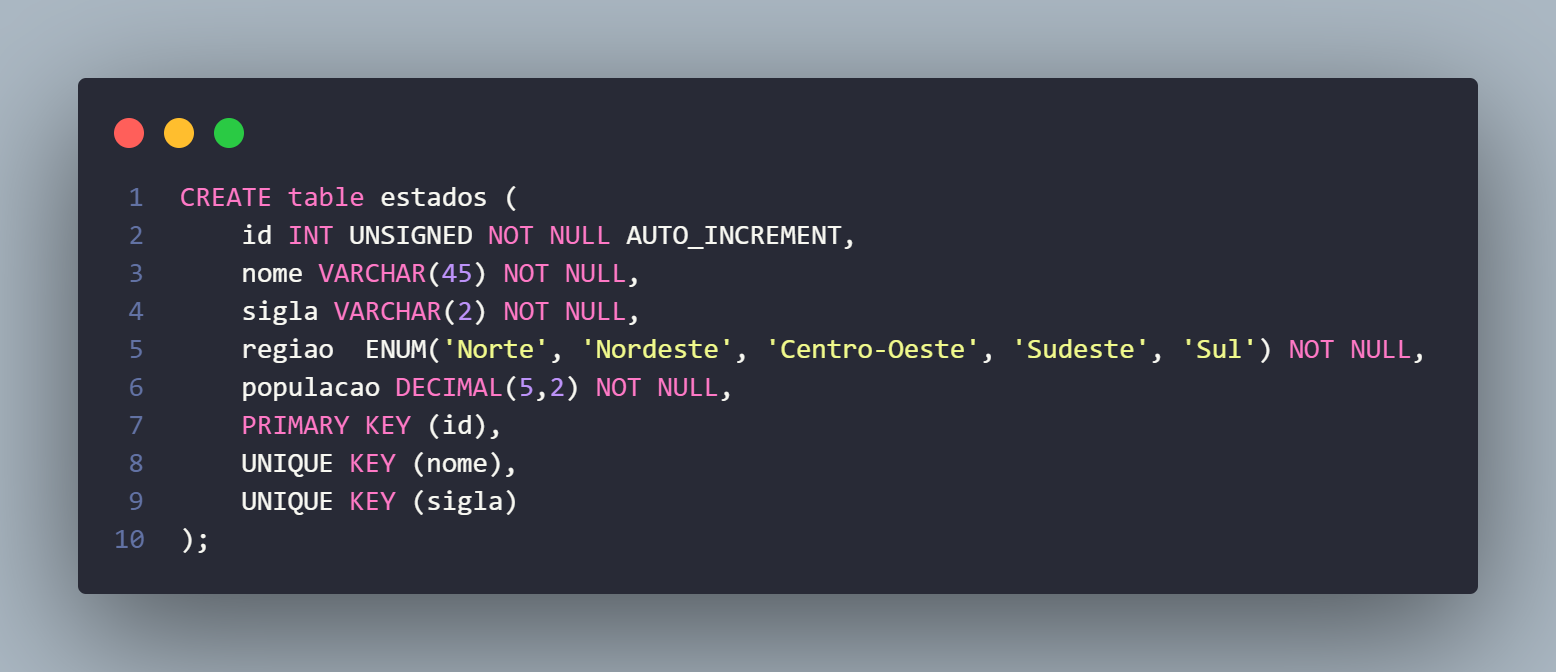 1 CREATE table estados (
2 id INT UNSIGNED NOT NULL AUTO_INCREMENT,
3 nome VARCHAR(45) NOT NULL,
4 sigla VARCHAR(2) NOT NULL,
5 regiao  ENUM('Norte', 'Nordeste', 'Centro-Oeste', 'Sudeste', 'Sul') NOT NULL,
6 populacao DECIMAL(5,2) NOT NULL,
7 PRIMARY KEY (id),
8 UNIQUE KEY (nome),
9 UNIQUE KEY (sigla)
10 );